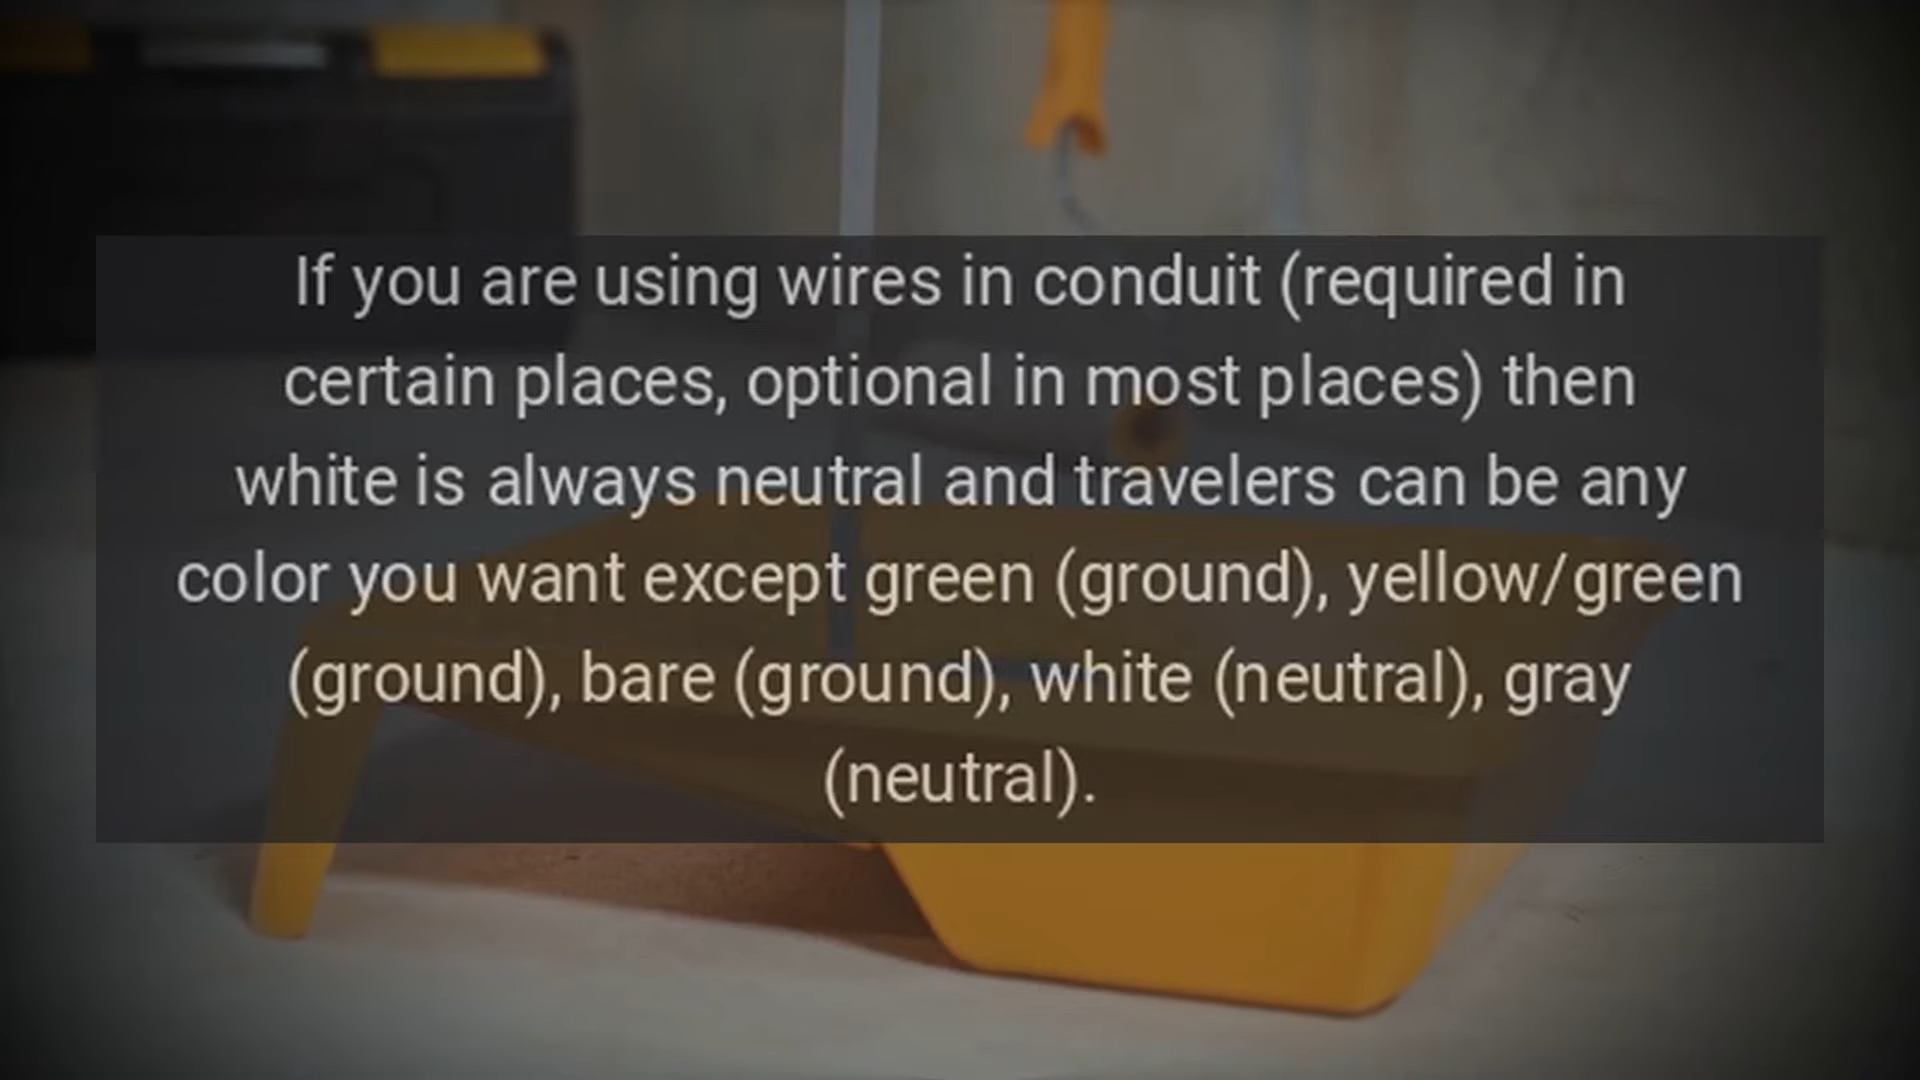 If you are using wires in conduit (required in
certain places, optional in most places) then
white is always neutral and travelers can be any
color you want except green (ground), yellow/green
(ground), bare (ground), white (neutral), gray
(neutral).